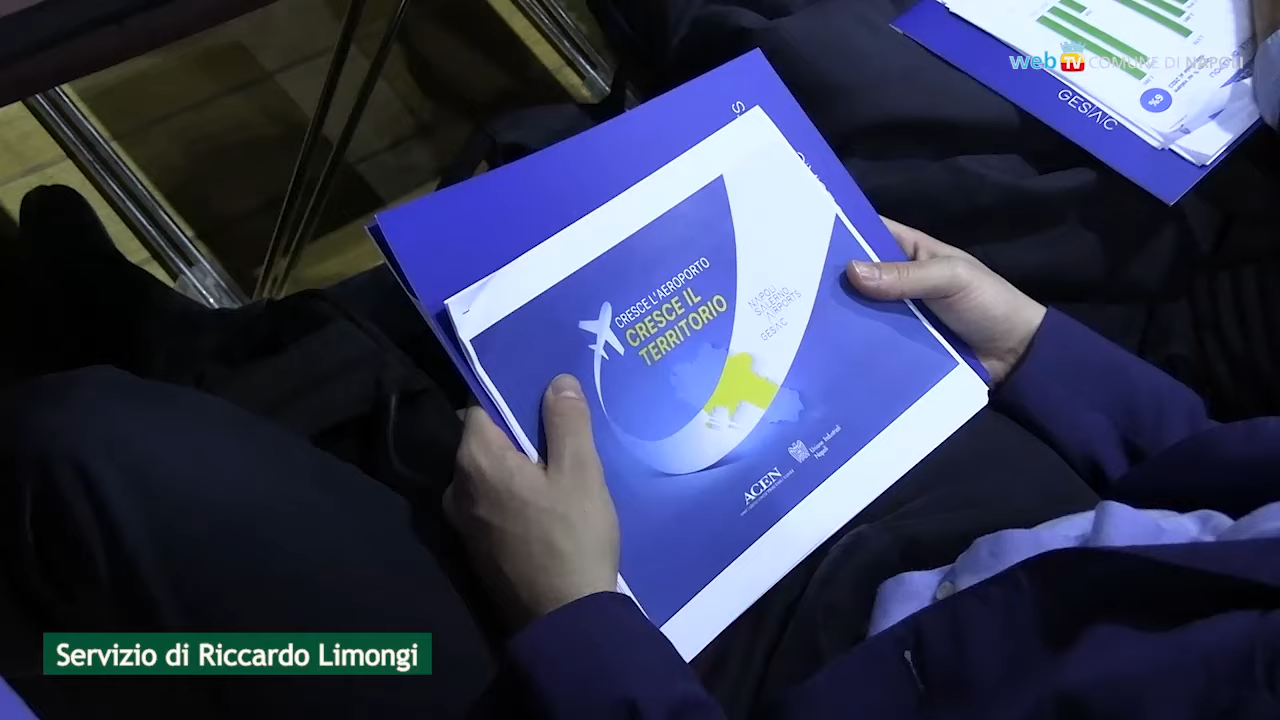 web TV COMUNE DI NAPOLI
GESAC
6%
CRESCE L'AEROPORTO
CRESCE IL
TERRITORIO
NAPOLI
SALERNO
AIRPORTS
GESAC
ACEN
Unione Industriali
Napoli
Servizio di Riccardo Limongi